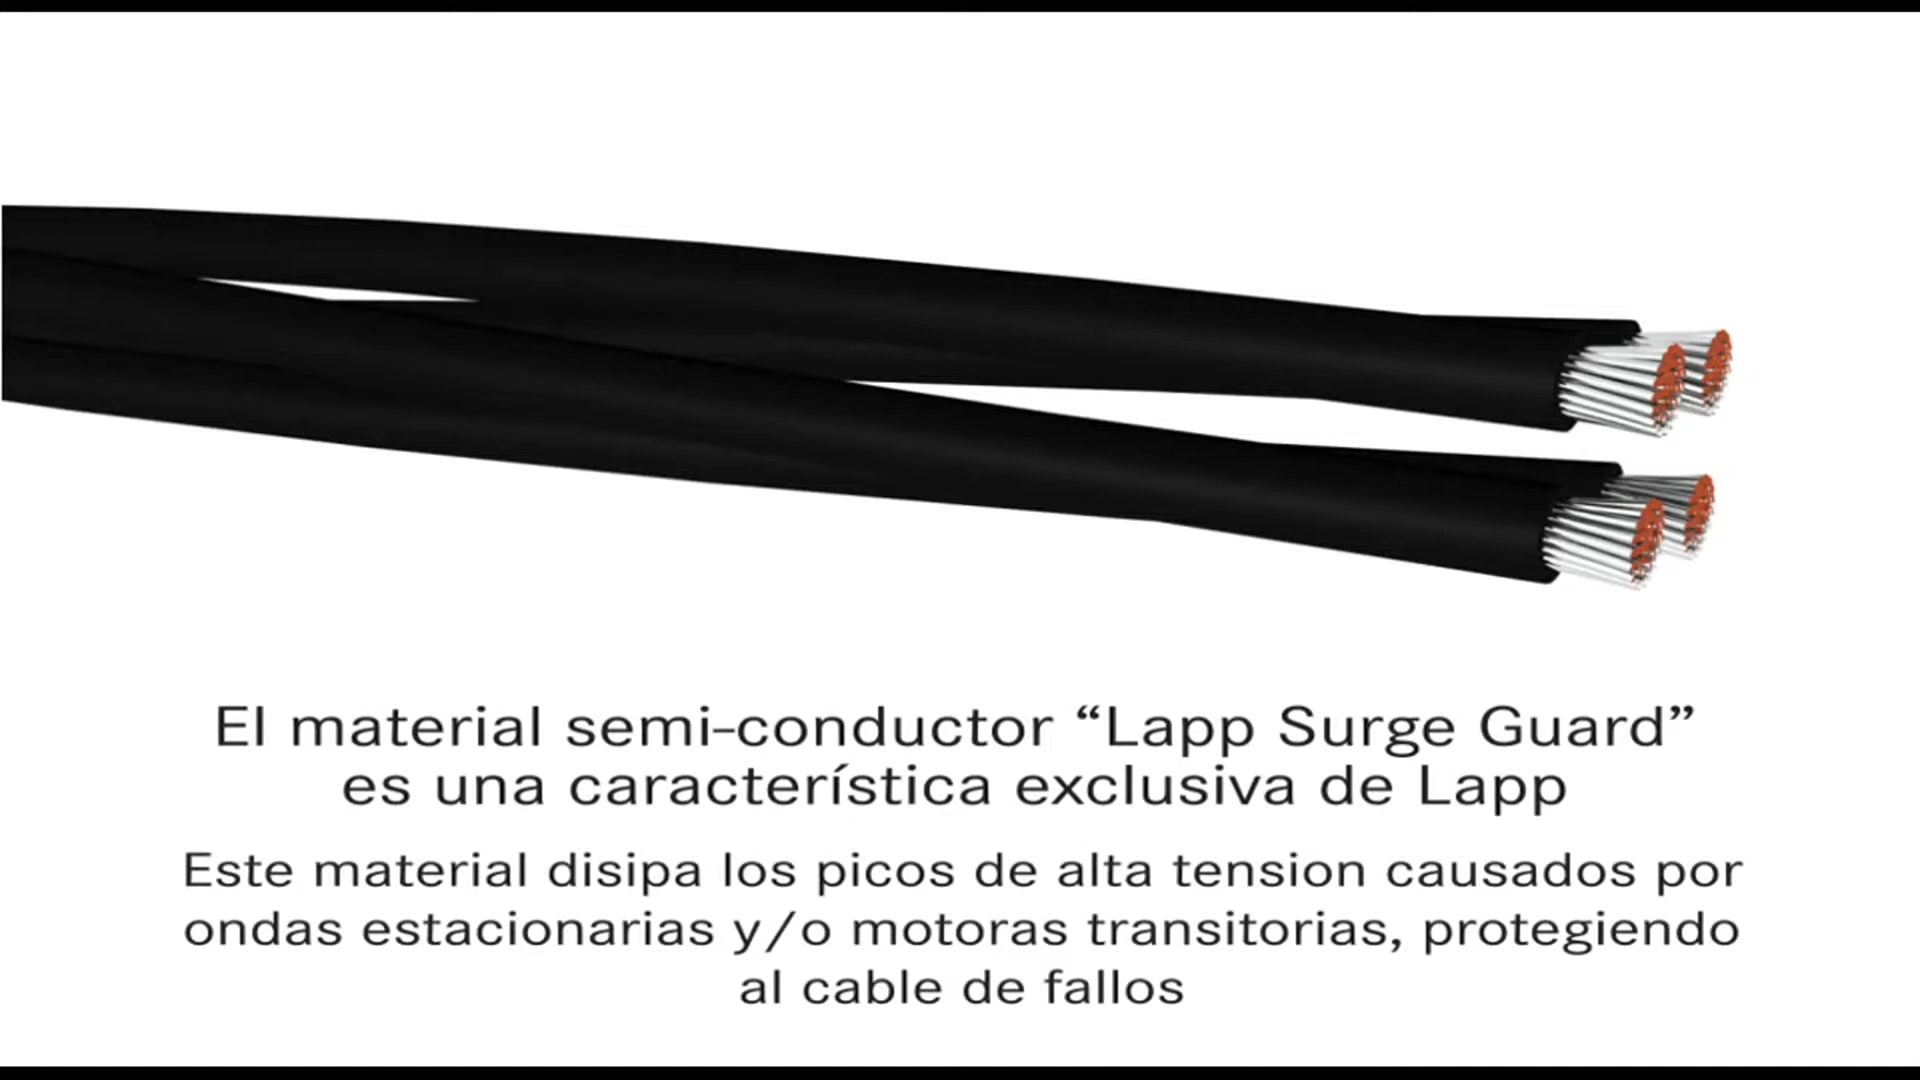 El material semi-conductor “Lapp Surge Guard”
es una característica exclusiva de Lapp
Este material disipa los picos de alta tension causados por
ondas estacionarias y/o motoras transitorias, protegiendo
al cable de fallos